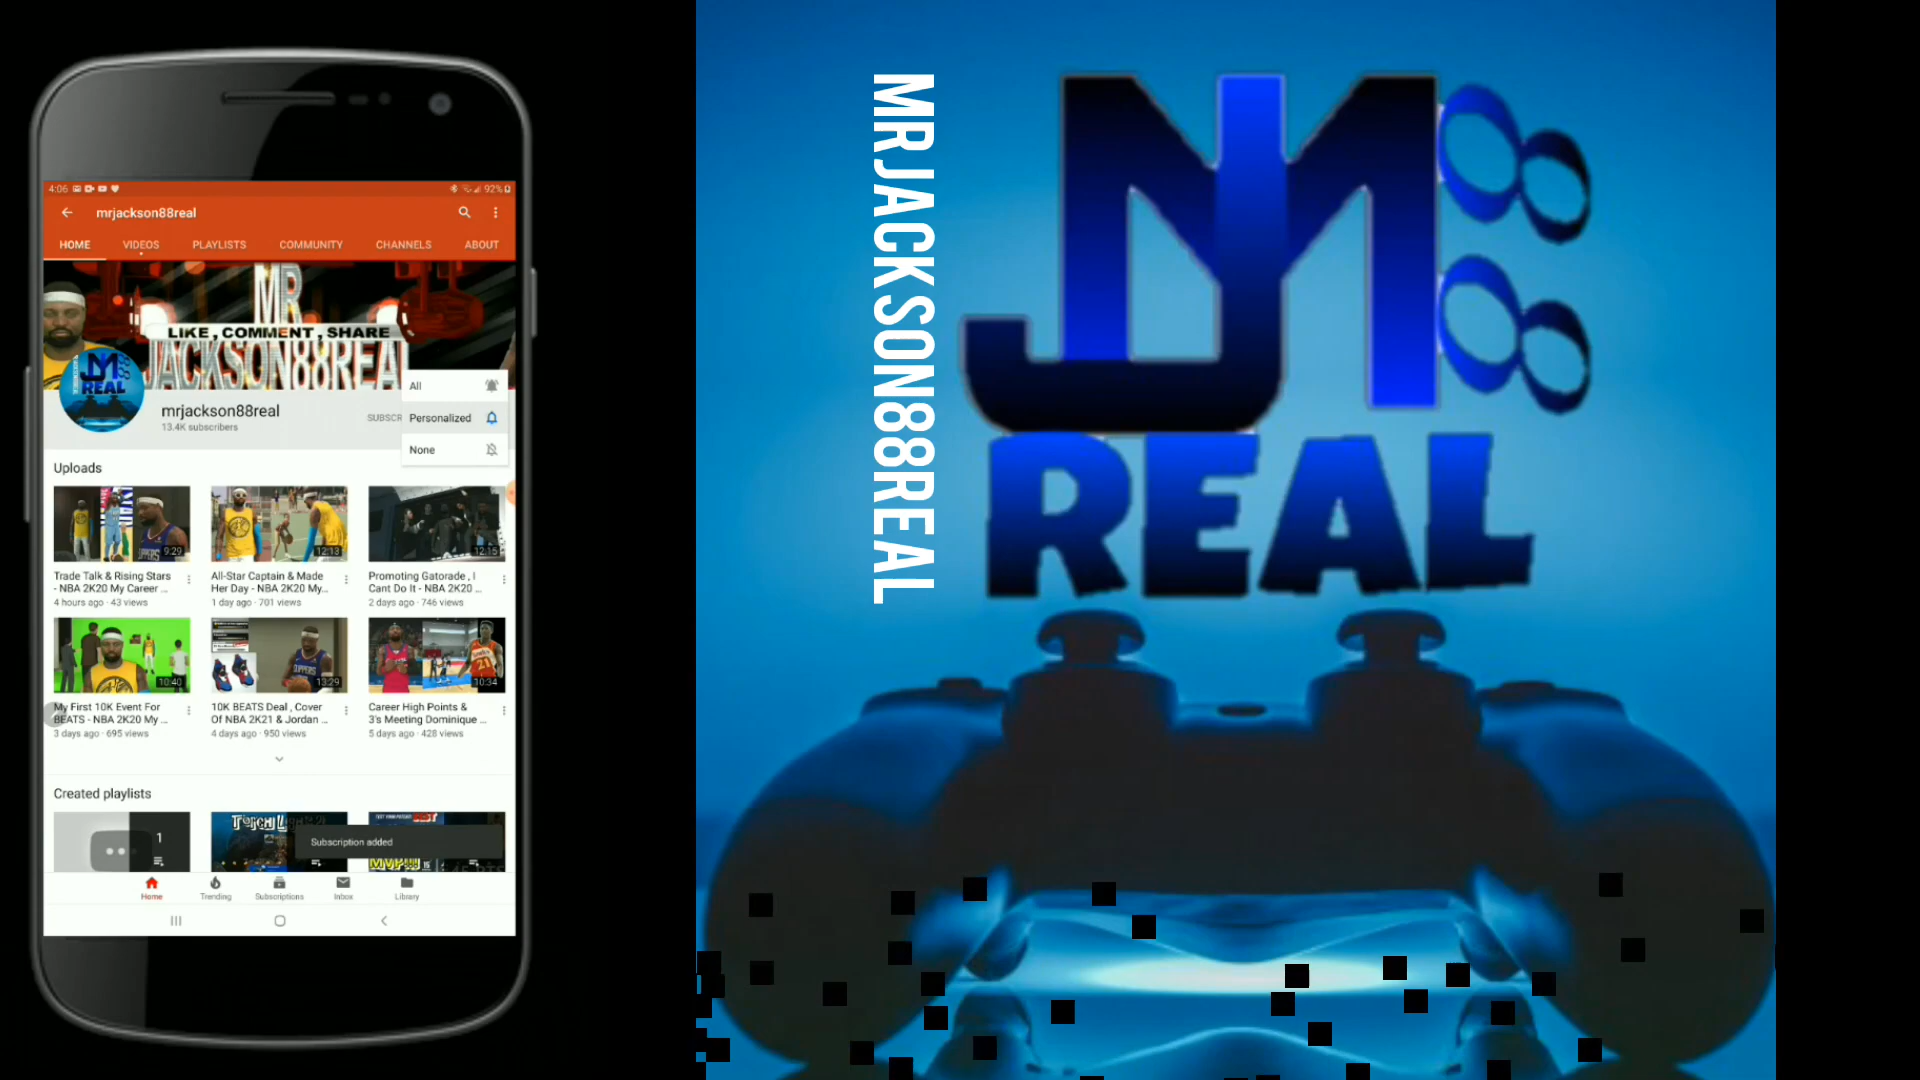 4:06
92%
mrjackson88real
HOME VIDEOS PLAYLISTS COMMUNITY CHANNELS ABOUT
MR
LIKE, COMMENT, SHARE
JACKSON88REAL
JM88
REAL
mrjackson88real
13.4K subscribers
SUBSCR
All
Personalized
None
Uploads
9:29
12:13
12:15
Trade Talk & Rising Stars
- NBA 2K20 My Career ...
4 hours ago · 43 views
All-Star Captain & Made
Her Day - NBA 2K20 My...
1 day ago · 701 views
Promoting Gatorade , I
Cant Do It - NBA 2K20 ...
2 days ago · 746 views
CLIPPERS
21
10:40
13:29
10:34
My First 10K Event For
BEATS - NBA 2K20 My ...
3 days ago · 695 views
10K BEATS Deal , Cover
Of NBA 2K21 & Jordan ...
4 days ago · 950 views
Career High Points &
3's Meeting Dominique ...
5 days ago · 428 views
Created playlists
1
Subscription added
Home Trending Subscriptions Inbox Library
MRJACKSON88REAL
JM88
REAL